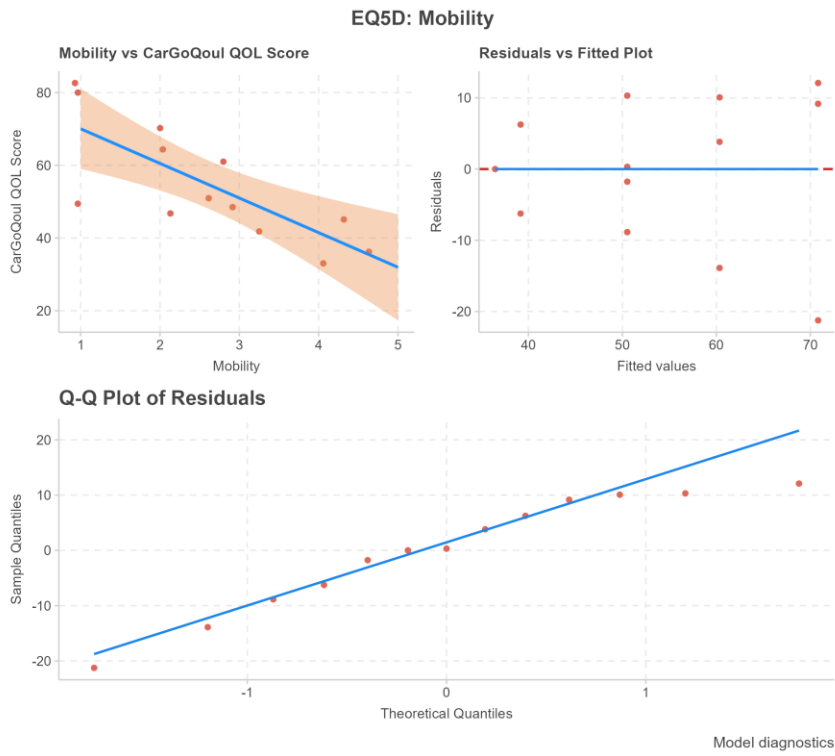 EQ5D: Mobility
Mobility vs CarGoQoul QOL Score
CarGoQoul QOL Score
80
60
40
20
1
2
3
4
5
Mobility
Residuals vs Fitted Plot
Residuals
10
0
-10
-20
40
50
60
70
Fitted values
Q-Q Plot of Residuals
Sample Quantiles
20
10
0
-10
-20
-1
0
1
Theoretical Quantiles
Model diagnostics